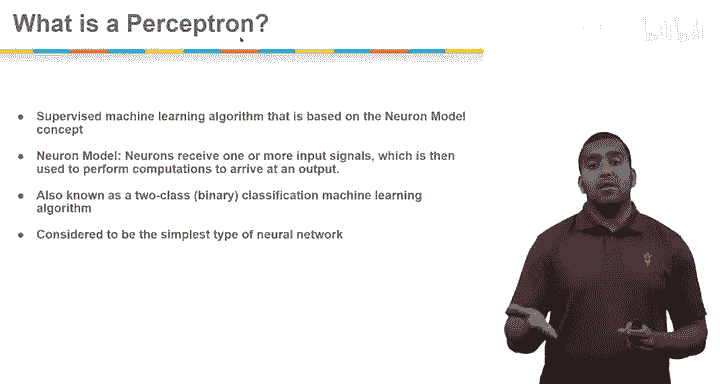 What is a Perceptron?
● Supervised machine learning algorithm that is based on the Neuron Model
concept
● Neuron Model: Neurons receive one or more input signals, which is then
used to perform computations to arrive at an output.
● Also known as a two-class (binary) classification machine learning
algorithm
● Considered to be the simplest type of neural network